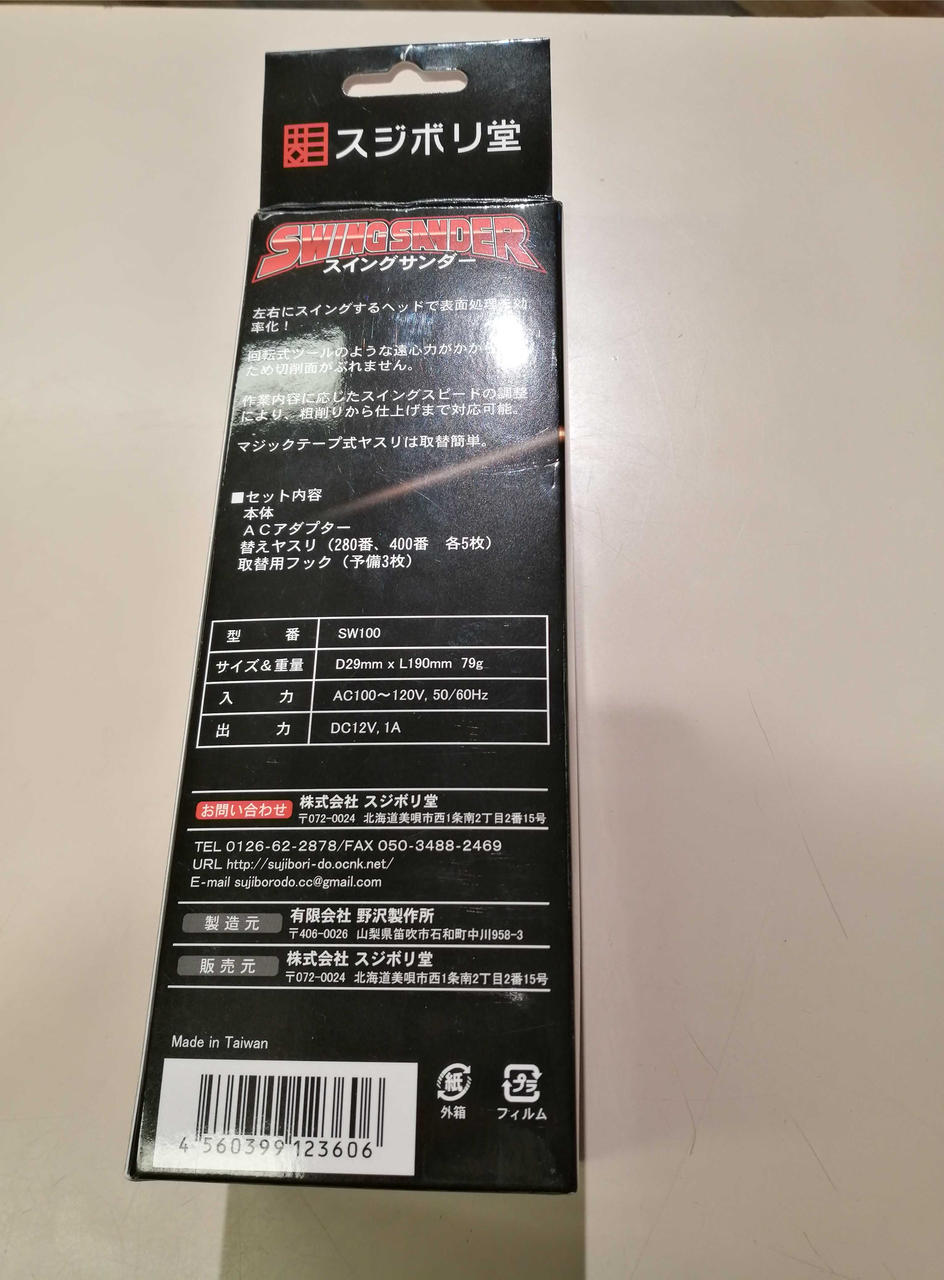 スジボリ堂
SWING SANDER
スイングサンダー
左右にスイングするヘッドで表面処理を効
率化!
回転式ツールのような遠心力がかからない
ため切削面がぶれません。
作業内容に応じたスイングスピードの調整
により、粗削りから仕上げまで対応可能。
マジックテープ式ヤスリは取替簡単。
■セット内容
本体
ACアダプター
替えヤスリ(280番、400番 各5枚)
取替用フック(予備3枚)
型番 SW100
サイズ&重量 D29mm x L190mm 79g
入力 AC100～120V, 50/60Hz
出力 DC12V, 1A
お問い合わせ 株式会社 スジボリ堂
〒072-0024 北海道美唄市西1条南2丁目2番15号
TEL 0126-62-2878/FAX 050-3488-2469
URL http://sujibori-do.ocnk.net/
E-mail sujiborodo.cc@gmail.com
製造元 有限会社 野沢製作所
〒406-0026 山梨県笛吹市石和町中川958-3
販売元 株式会社 スジボリ堂
〒072-0024 北海道美唄市西1条南2丁目2番15号
Made in Taiwan
紙 プラ
外箱 フィルム
4 560399 123606